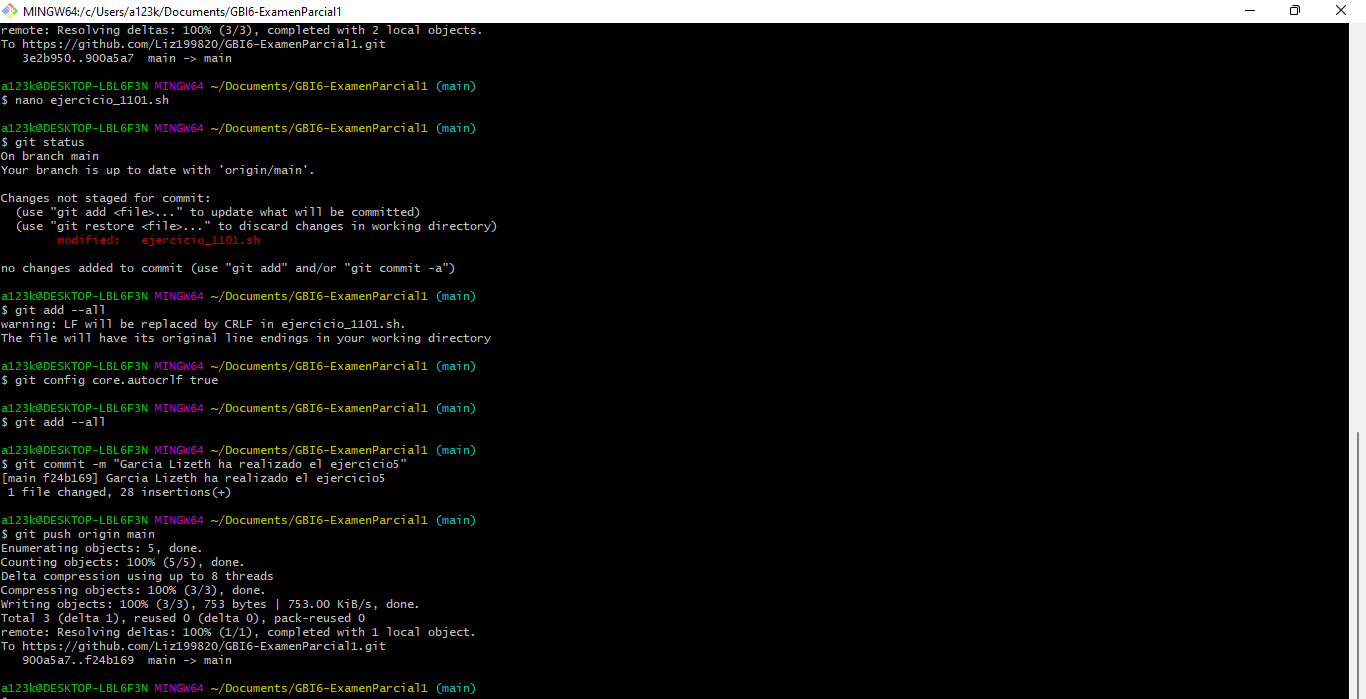 MINGW64:/c/Users/a123k/Documents/GBI6-ExamenParcial1
remote: Resolving deltas: 100% (3/3), completed with 2 local objects.
To https://github.com/Liz199820/GBI6-ExamenParcial1.git
   3e2b950..900a5a7  main -> main

a123k@DESKTOP-LBL6F3N MINGW64 ~/Documents/GBI6-ExamenParcial1 (main)
$ nano ejercicio_1101.sh

a123k@DESKTOP-LBL6F3N MINGW64 ~/Documents/GBI6-ExamenParcial1 (main)
$ git status
On branch main
Your branch is up to date with 'origin/main'.

Changes not staged for commit:
  (use "git add <file>..." to update what will be committed)
  (use "git restore <file>..." to discard changes in working directory)
        modified:   ejercicio_1101.sh

no changes added to commit (use "git add" and/or "git commit -a")

a123k@DESKTOP-LBL6F3N MINGW64 ~/Documents/GBI6-ExamenParcial1 (main)
$ git add --all
warning: LF will be replaced by CRLF in ejercicio_1101.sh.
The file will have its original line endings in your working directory

a123k@DESKTOP-LBL6F3N MINGW64 ~/Documents/GBI6-ExamenParcial1 (main)
$ git config core.autocrlf true

a123k@DESKTOP-LBL6F3N MINGW64 ~/Documents/GBI6-ExamenParcial1 (main)
$ git add --all

a123k@DESKTOP-LBL6F3N MINGW64 ~/Documents/GBI6-ExamenParcial1 (main)
$ git commit -m "Garcia Lizeth ha realizado el ejercicio5"
[main f24b169] Garcia Lizeth ha realizado el ejercicio5
 1 file changed, 28 insertions(+)

a123k@DESKTOP-LBL6F3N MINGW64 ~/Documents/GBI6-ExamenParcial1 (main)
$ git push origin main
Enumerating objects: 5, done.
Counting objects: 100% (5/5), done.
Delta compression using up to 8 threads
Compressing objects: 100% (3/3), done.
Writing objects: 100% (3/3), 753 bytes | 753.00 KiB/s, done.
Total 3 (delta 1), reused 0 (delta 0), pack-reused 0
remote: Resolving deltas: 100% (1/1), completed with 1 local object.
To https://github.com/Liz199820/GBI6-ExamenParcial1.git
   900a5a7..f24b169  main -> main

a123k@DESKTOP-LBL6F3N MINGW64 ~/Documents/GBI6-ExamenParcial1 (main)